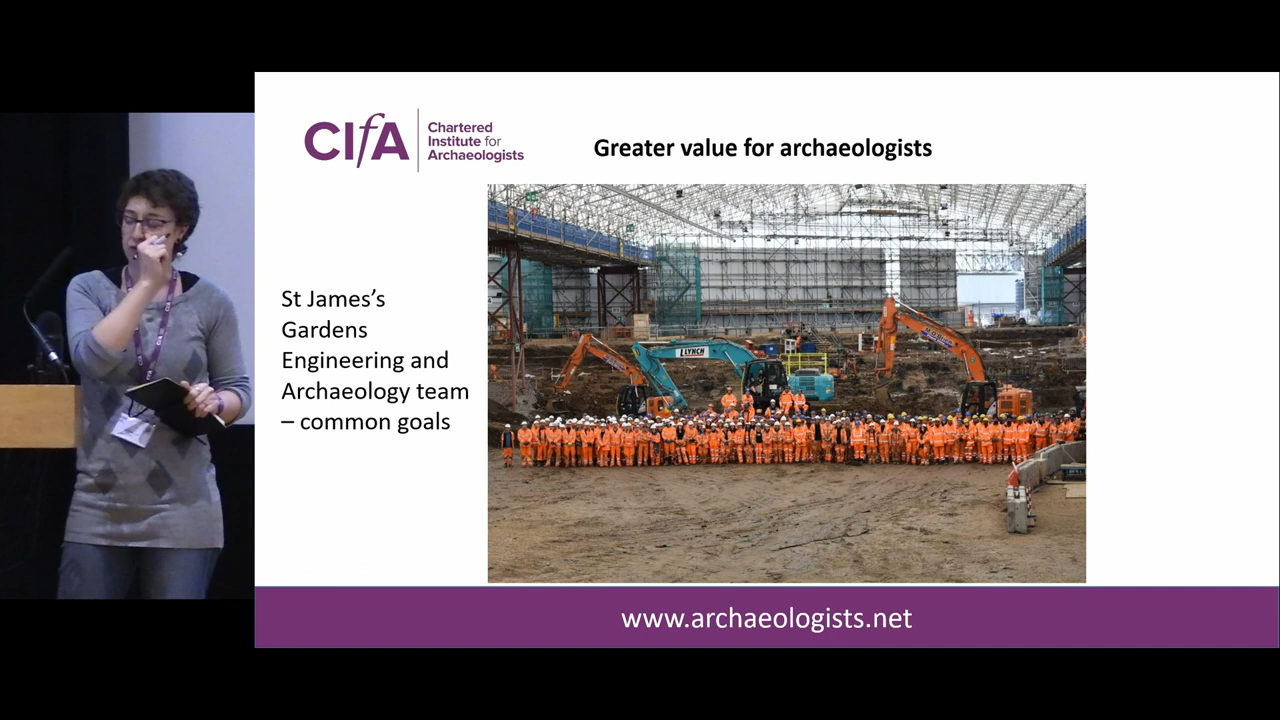 CIfA
Chartered
Institute for
Archaeologists
Greater value for archaeologists
St James’s
Gardens
Engineering and
Archaeology team
– common goals
LYNCH
www.archaeologists.net